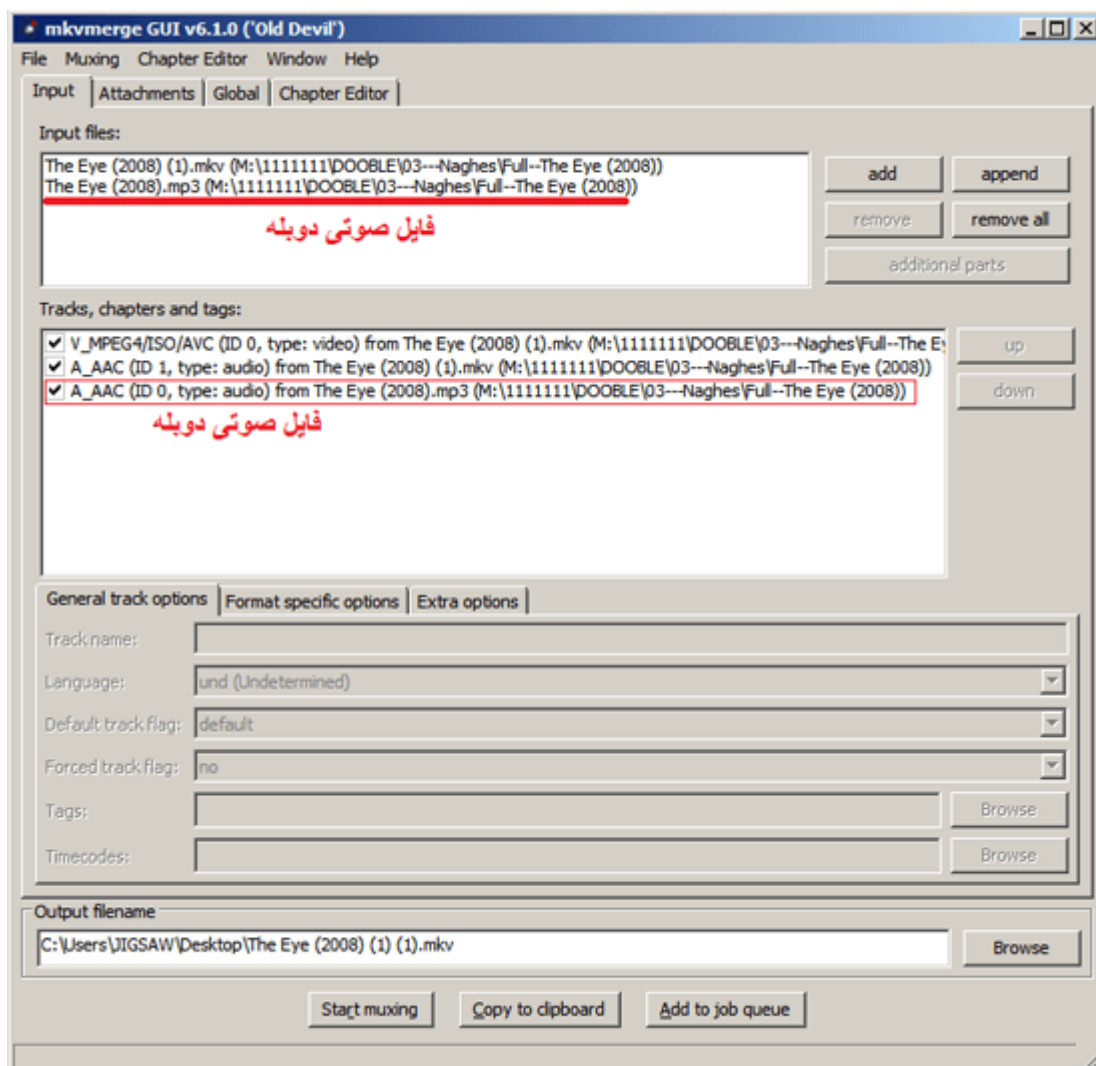 mkvmerge GUI v6.1.0 ('Old Devil')
File Muxing Chapter Editor Window Help
Input Attachments Global Chapter Editor
Input files:
The Eye (2008) (1).mkv (M:\1111111\DOOBLE\03---Naghes\Full--The Eye (2008))
The Eye (2008).mp3 (M:\1111111\DOOBLE\03---Naghes\Full--The Eye (2008))
فایل صوتی دوبله
add append
remove remove all
additional parts
Tracks, chapters and tags:
V_MPEG4/ISO/AVC (ID 0, type: video) from The Eye (2008) (1).mkv (M:\1111111\DOOBLE\03---Naghes\Full--The Ey
A_AAC (ID 1, type: audio) from The Eye (2008) (1).mkv (M:\1111111\DOOBLE\03---Naghes\Full--The Eye (2008))
A_AAC (ID 0, type: audio) from The Eye (2008).mp3 (M:\1111111\DOOBLE\03---Naghes\Full--The Eye (2008))
فایل صوتی دوبله
up
down
General track options Format specific options Extra options
Track name:
Language: und (Undetermined)
Default track flag: default
Forced track flag: no
Tags: Browse
Timecodes: Browse
Output filename
C:\Users\JIGSAW\Desktop\The Eye (2008) (1) (1).mkv Browse
Start muxing Copy to clipboard Add to job queue